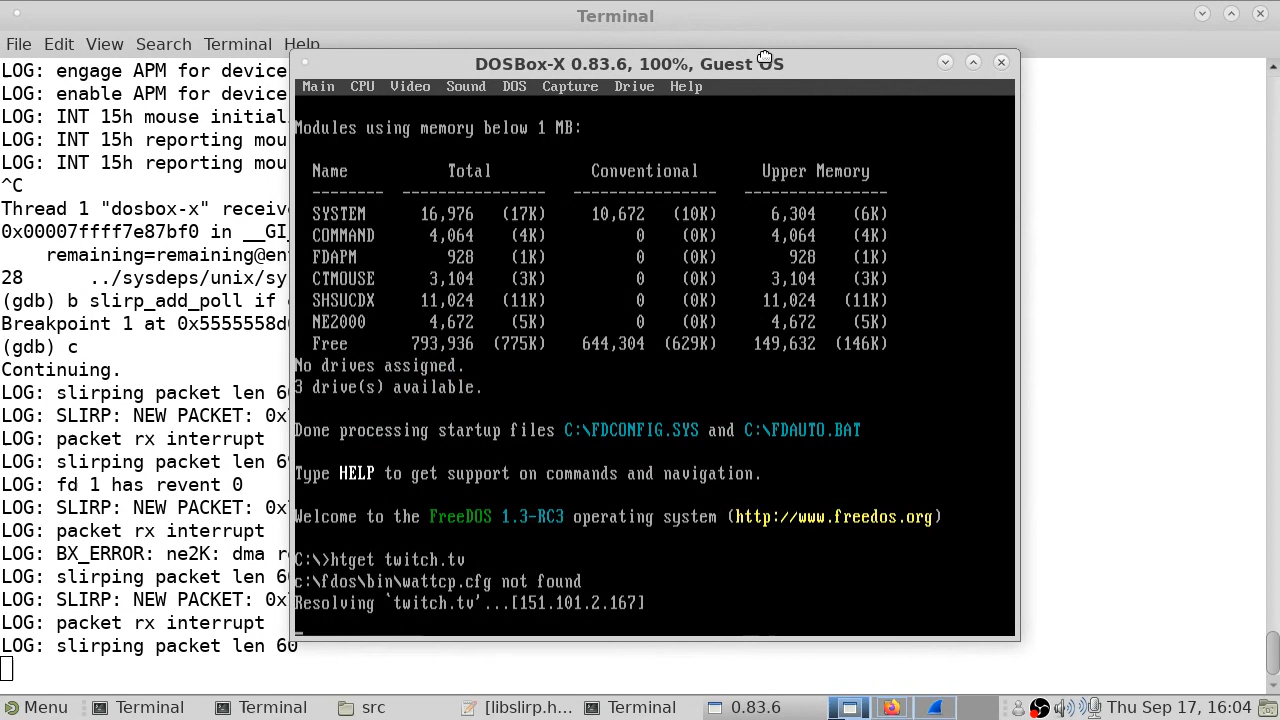 Terminal
File Edit View Search Terminal Help
LOG: engage APM for device
LOG: enable APM for device
LOG: INT 15h mouse initial
LOG: INT 15h reporting mou
LOG: INT 15h reporting mou
^C
Thread 1 "dosbox-x" receive
0x00007ffff7e87bf0 in __GI_
remaining=remaining@en
28 ../sysdeps/unix/sy
(gdb) b slirp_add_poll if
Breakpoint 1 at 0x5555558d
(gdb) c
Continuing.
LOG: slirping packet len 60
LOG: SLIRP: NEW PACKET: 0x
LOG: packet rx interrupt
LOG: slirping packet len 69
LOG: fd 1 has revent 0
LOG: SLIRP: NEW PACKET: 0x
LOG: packet rx interrupt
LOG: BX_ERROR: ne2K: dma r
LOG: slirping packet len 60
LOG: SLIRP: NEW PACKET: 0x
LOG: packet rx interrupt
LOG: slirping packet len 60
DOSBox-X 0.83.6, 100%, Guest OS
Main CPU Video Sound DOS Capture Drive Help
Modules using memory below 1 MB:
Name Total Conventional Upper Memory
-------- ---------------- ---------------- ----------------
SYSTEM 16,976 (17K) 10,672 (10K) 6,304 (6K)
COMMAND 4,064 (4K) 0 (0K) 4,064 (4K)
FDAPM 928 (1K) 0 (0K) 928 (1K)
CTMOUSE 3,104 (3K) 0 (0K) 3,104 (3K)
SHSUCDX 11,024 (11K) 0 (0K) 11,024 (11K)
NE2000 4,672 (5K) 0 (0K) 4,672 (5K)
Free 793,936 (775K) 644,304 (629K) 149,632 (146K)
No drives assigned.
3 drive(s) available.
Done processing startup files C:\FDCONFIG.SYS and C:\FDAUTO.BAT
Type HELP to get support on commands and navigation.
Welcome to the FreeDOS 1.3-RC3 operating system (http://www.freedos.org)
C:\>htget twitch.tv
c:\fdos\bin\wattcp.cfg not found
Resolving `twitch.tv'...[151.101.2.167]
Menu Terminal Terminal src [libslirp.h... Terminal 0.83.6 Thu Sep 17, 16:04